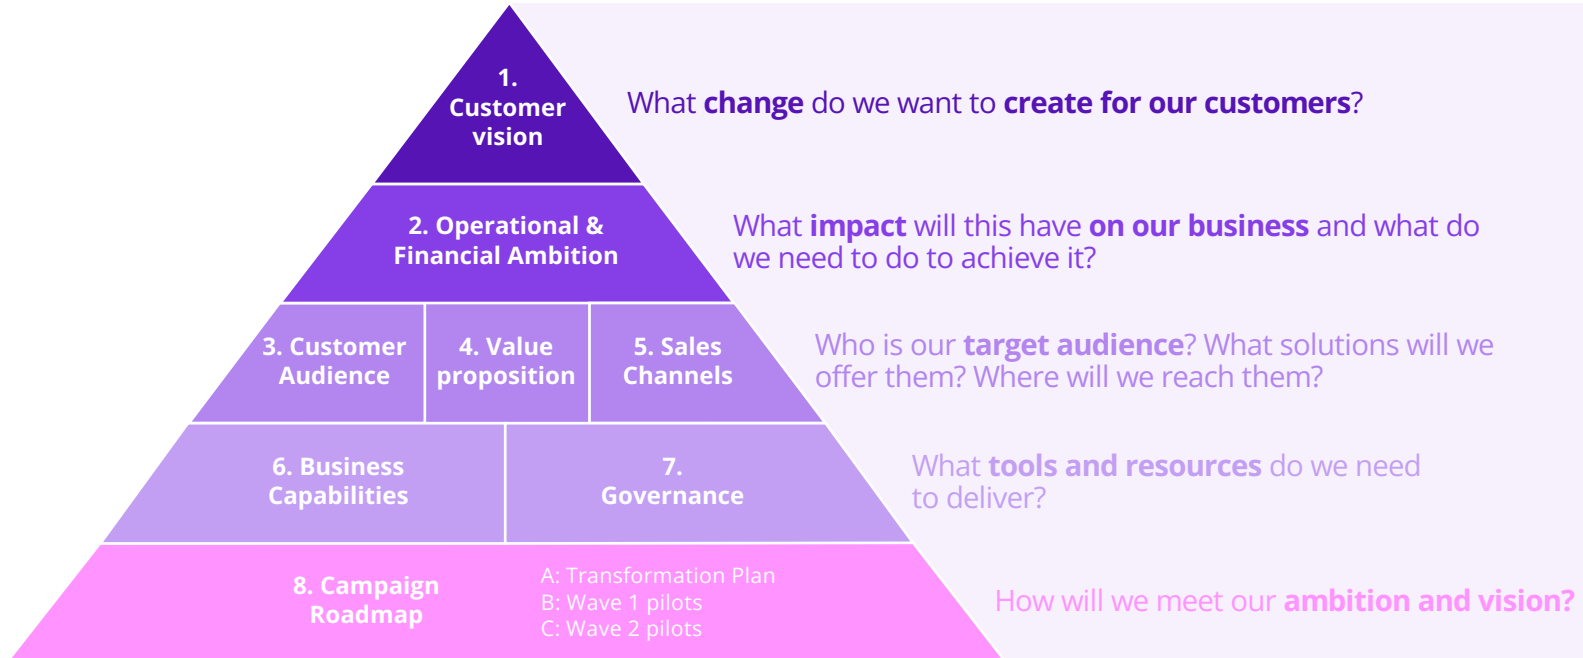 1.
Customer
vision
What change do we want to create for our customers?
2. Operational &
Financial Ambition
What impact will this have on our business and what do
we need to do to achieve it?
3. Customer
Audience
4. Value
proposition
5. Sales
Channels
Who is our target audience? What solutions will we
offer them? Where will we reach them?
6. Business
Capabilities
7.
Governance
What tools and resources do we need
to deliver?
8. Campaign
Roadmap
A: Transformation Plan
B: Wave 1 pilots
C: Wave 2 pilots
How will we meet our ambition and vision?